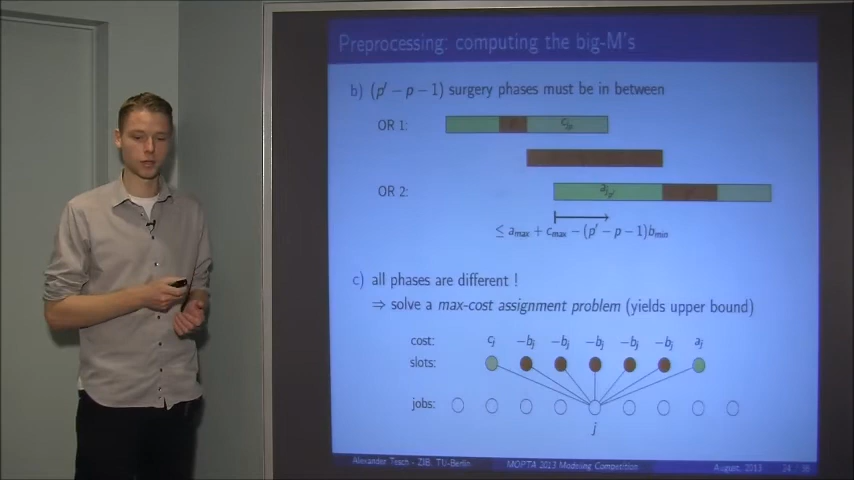 Preprocessing: computing the big-M's
b) (p′ − p − 1) surgery phases must be in between
OR 1:
OR 2:
≤ a_max + c_max − (p′ − p − 1)b_min
c) all phases are different !
⇒ solve a max-cost assignment problem (yields upper bound)
cost: c_j −b_j −b_j −b_j −b_j −b_j a_j
slots:
jobs:
j
Alexander Tesch - ZIB, TU-Berlin MOPTA 2013 Modeling Competition August, 2013 24 / 36